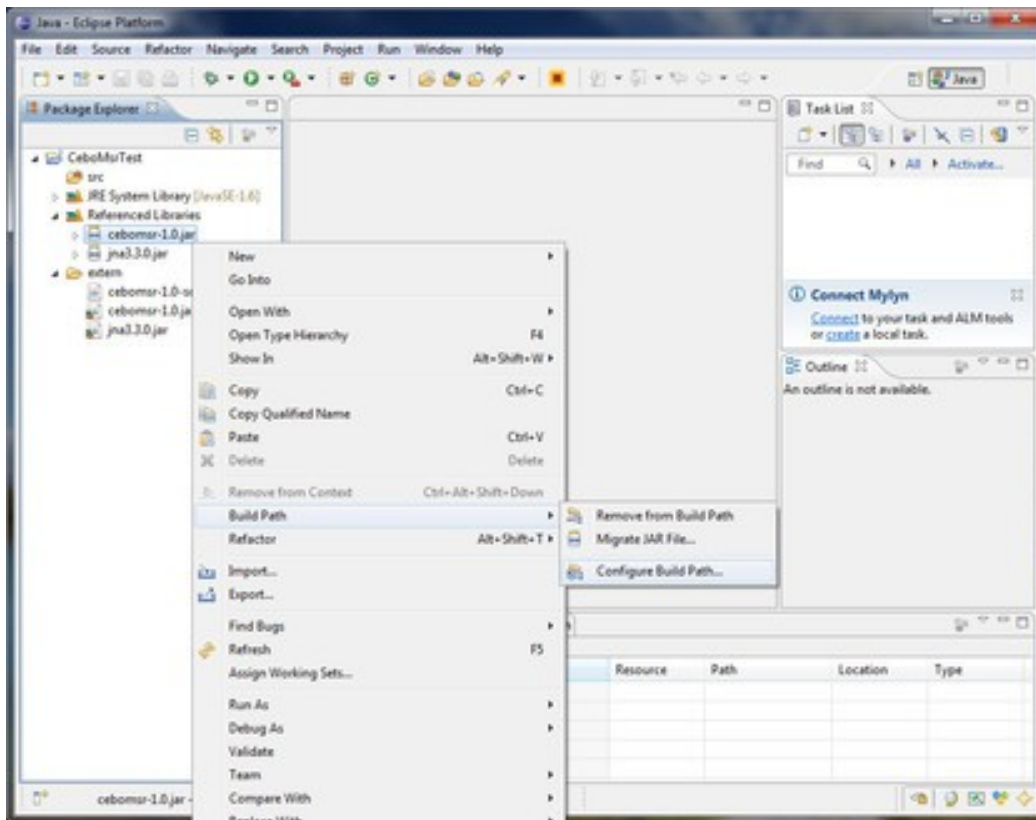 Java - Eclipse Platform
File Edit Source Refactor Navigate Search Project Run Window Help
Java
Package Explorer
CeboMsrTest
src
JRE System Library [JavaSE-1.6]
Referenced Libraries
cebomsr-1.0.jar
jna3.3.0.jar
extern
cebomsr-1.0-so
cebomsr-1.0.ja
jna3.3.0.jar
New
Go Into
Open With
Open Type Hierarchy F4
Show In Alt+Shift+W
Copy Ctrl+C
Copy Qualified Name
Paste Ctrl+V
Delete Delete
Remove from Context Ctrl+Alt+Shift+Down
Build Path
Refactor Alt+Shift+T
Import...
Export...
Find Bugs
Refresh F5
Assign Working Sets...
Run As
Debug As
Validate
Team
Compare With
Replace With
Remove from Build Path
Migrate JAR File...
Configure Build Path...
Task List
Find All Activate...
Connect Mylyn
Connect to your task and ALM tools
or create a local task.
Outline
An outline is not available.
Resource Path Location Type
cebomsr-1.0.jar -